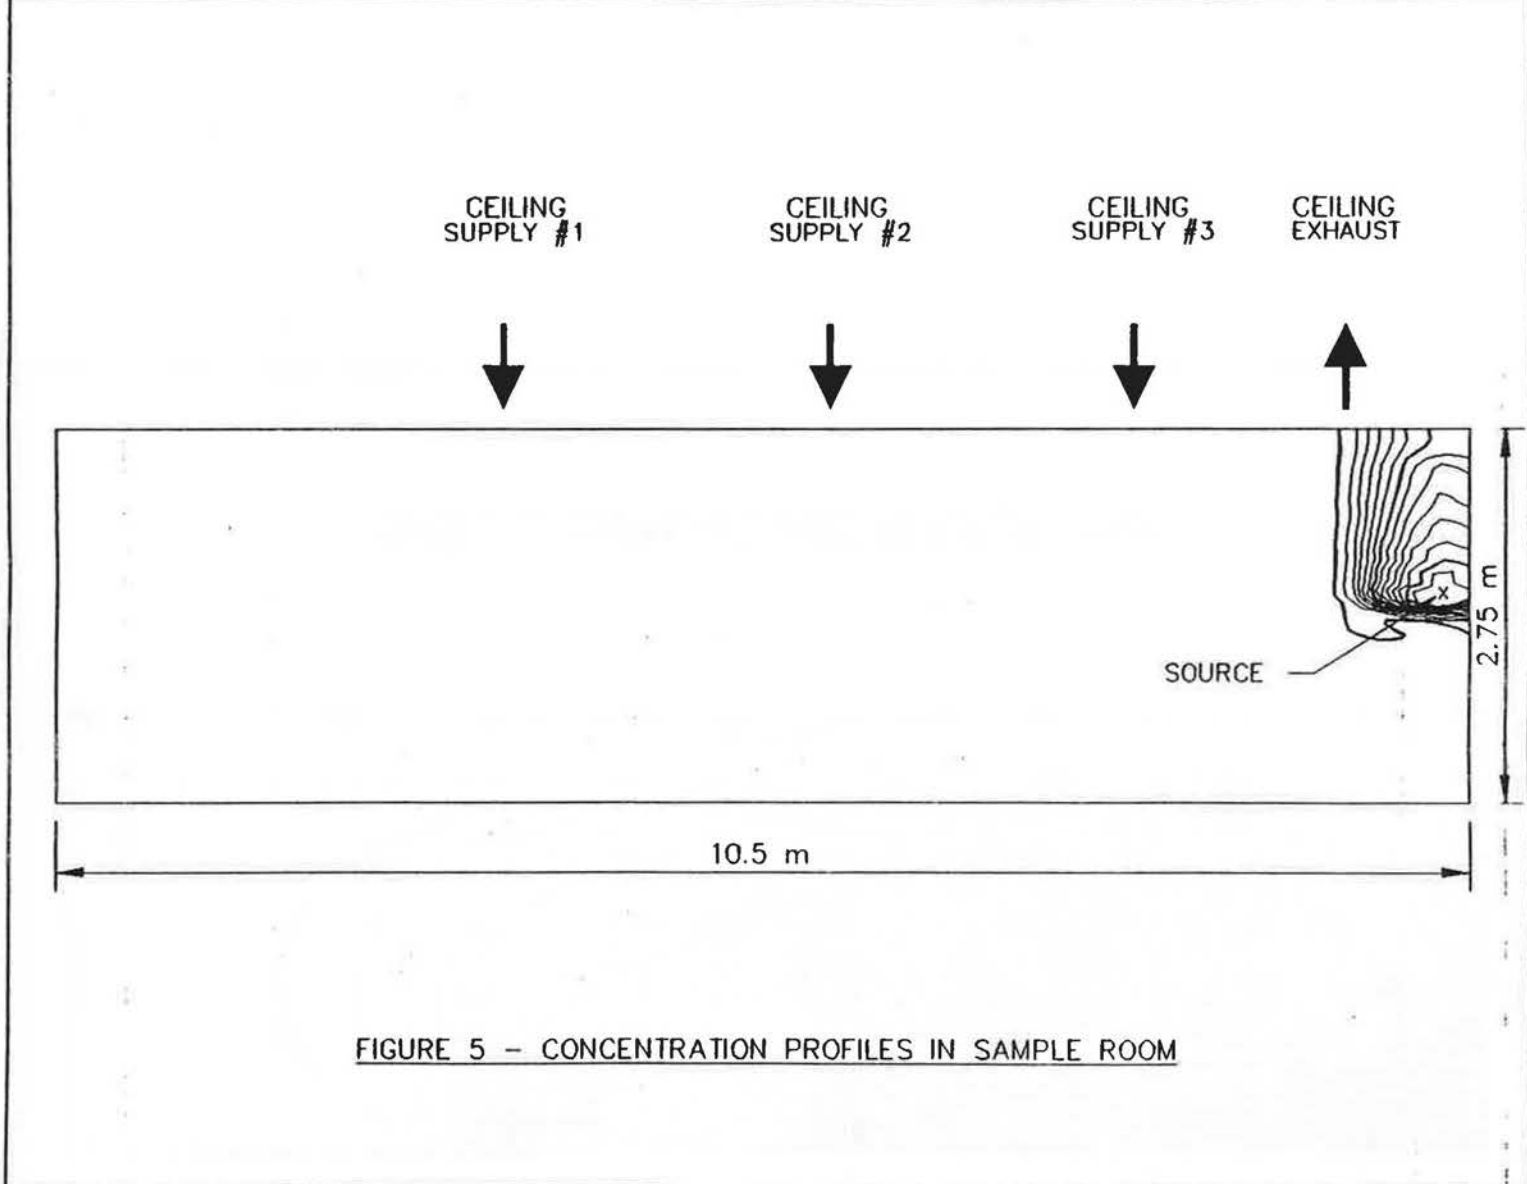 CEILING
SUPPLY #1
CEILING
SUPPLY #2
CEILING
SUPPLY #3
CEILING
EXHAUST
x
2.75 m
SOURCE
10.5 m
FIGURE 5 - CONCENTRATION PROFILES IN SAMPLE ROOM